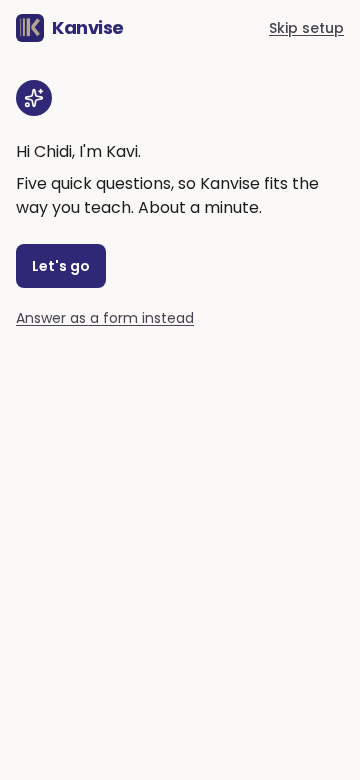 Kanvise
Skip setup
Hi Chidi, I'm Kavi.
Five quick questions, so Kanvise fits the
way you teach. About a minute.
Let's go
Answer as a form instead